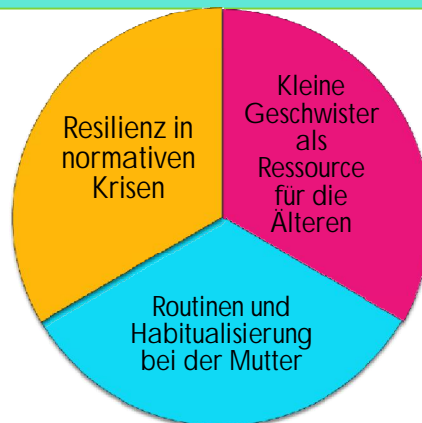 Resilienz in
normativen
Krisen
Kleine
Geschwister
als
Ressource
für die
Älteren
Routinen und
Habitualisierung
bei der Mutter